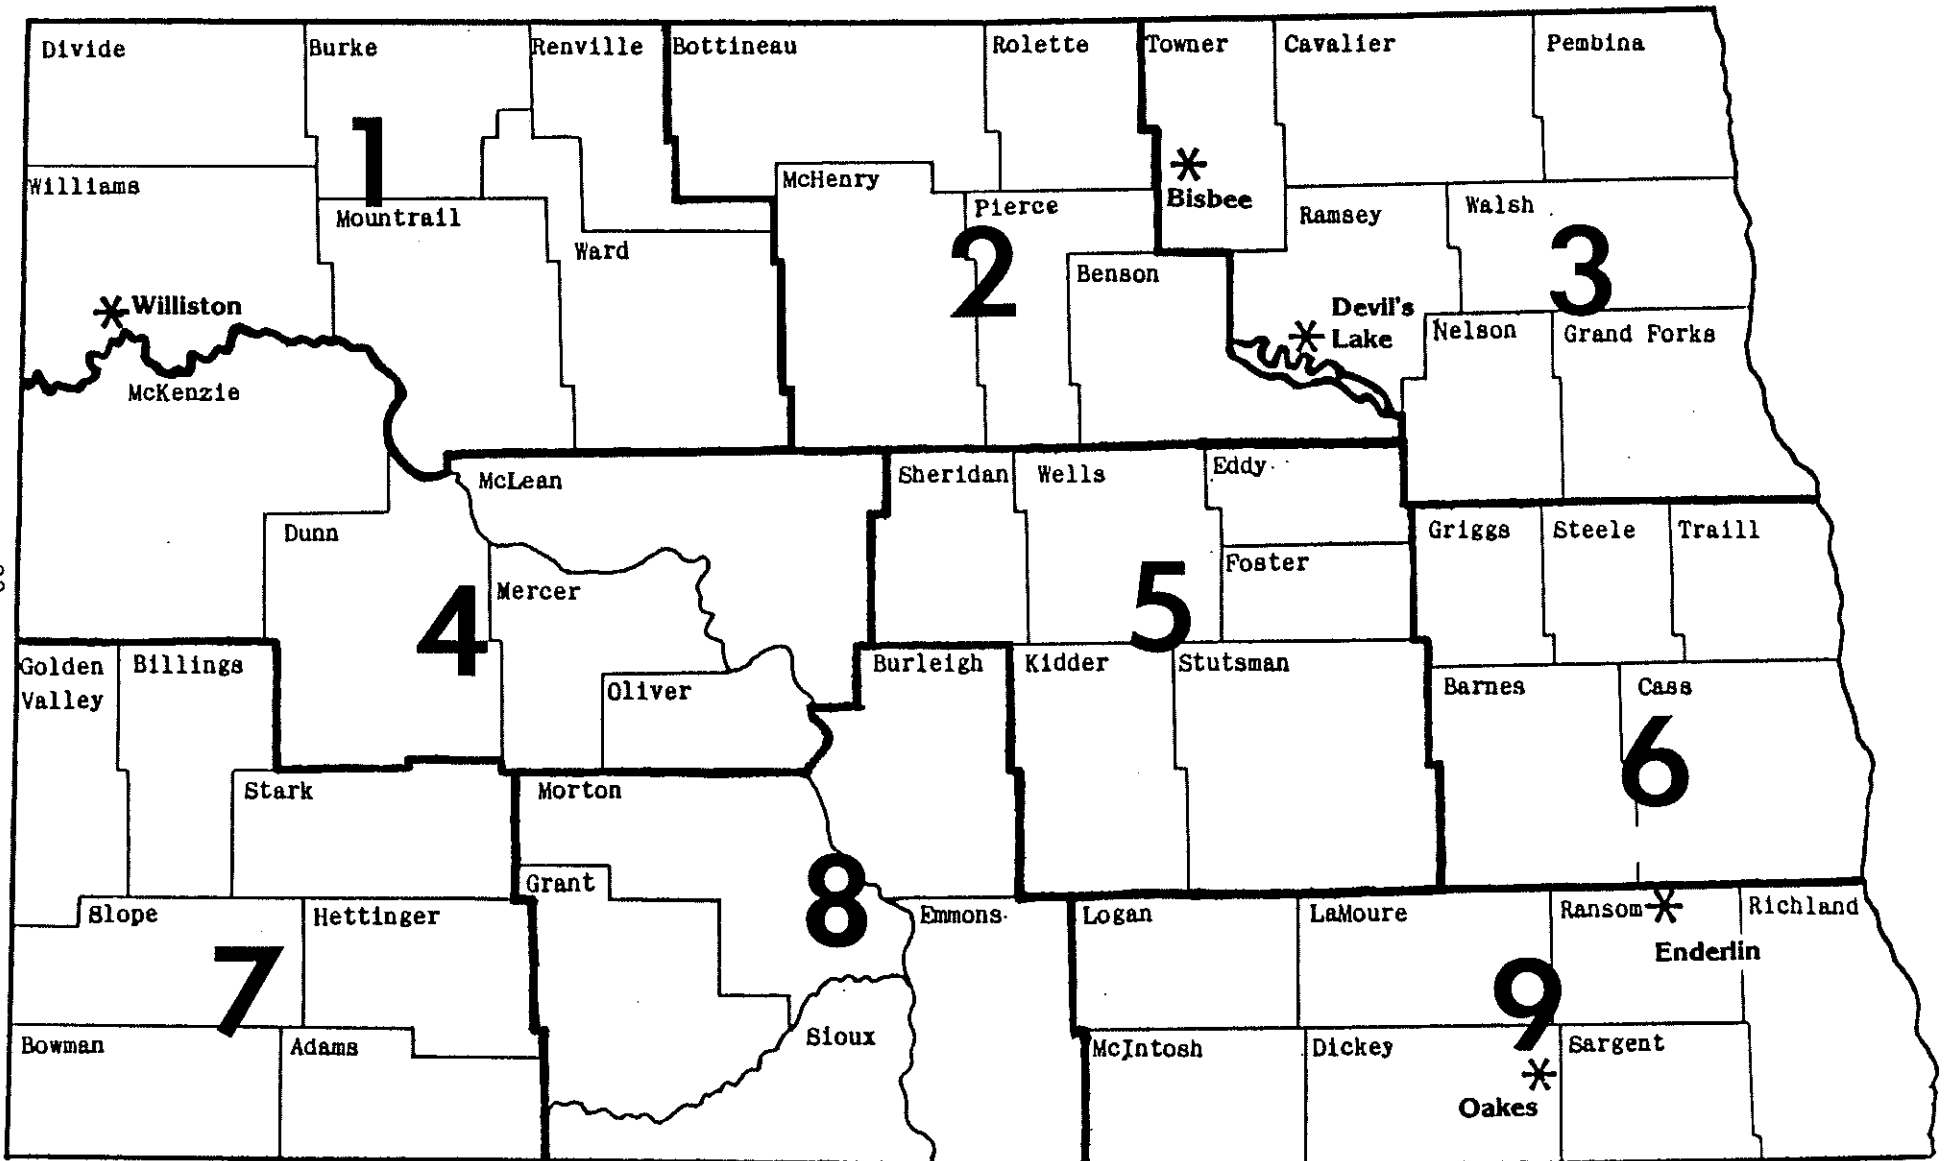 Divide
Burke
Renville
Bottineau
Rolette
Towner
Cavalier
Pembina
1
Williams
Mountrail
Ward
McHenry
Pierce
2
Benson
Bisbee
Ramsey
Walsh
3
Williston
Devil's
Lake
Nelson
Grand Forks
McKenzie
McLean
Sheridan
Wells
Eddy
Dunn
Griggs
Steele
Traill
4
Mercer
5
Foster
Golden
Valley
Billings
Oliver
Burleigh
Kidder
Stutsman
Barnes
Cass
6
Stark
Morton
8
Grant
Slope
Hettinger
Emmons
Logan
LaMoure
Ransom
Richland
Enderlin
7
9
Bowman
Adams
Sioux
McIntosh
Dickey
Sargent
Oakes